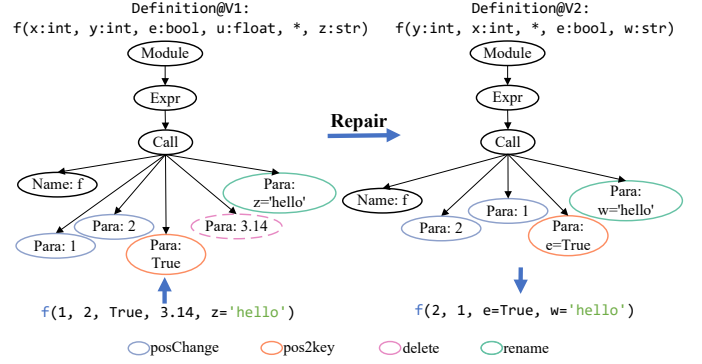 Definition@V1:
f(x:int, y:int, e:bool, u:float, *, z:str)
Module
Expr
Call
Name: f
Para: 1
Para: 2
Para:
True
Para: 3.14
Para:
z='hello'
f(1, 2, True, 3.14, z='hello')
Repair
Definition@V2:
f(y:int, x:int, *, e:bool, w:str)
Module
Expr
Call
Name: f
Para: 2
Para: 1
Para:
e=True
Para:
w='hello'
f(2, 1, e=True, w='hello')
posChange
pos2key
delete
rename